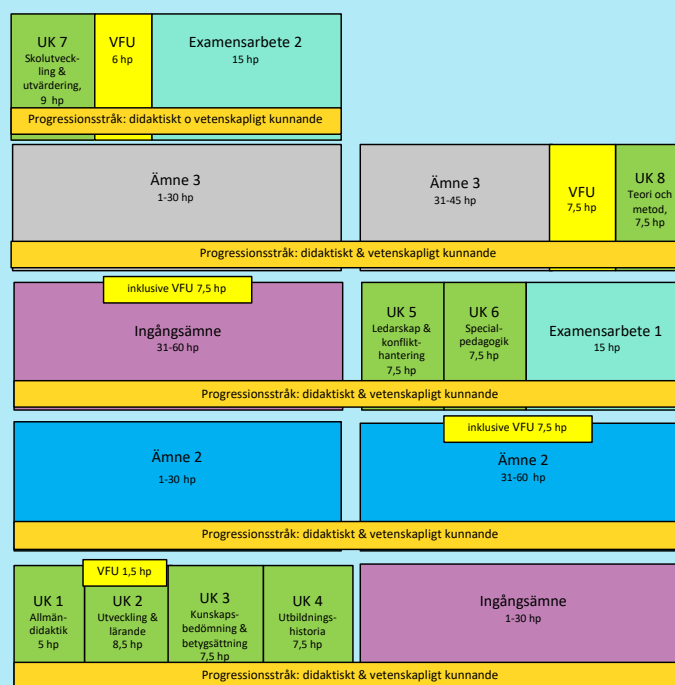 UK 7
Skolutveck-
ling &
utvärdering,
9 hp
VFU
6 hp
Examensarbete 2
15 hp
Progressionsstråk: didaktiskt o vetenskapligt kunnande
Ämne 3
1-30 hp
Ämne 3
31-45 hp
VFU
7,5 hp
UK 8
Teori och
metod,
7,5 hp
Progressionsstråk: didaktiskt & vetenskapligt kunnande
inklusive VFU 7,5 hp
Ingångsämne
31-60 hp
UK 5
Ledarskap &
konflikt-
hantering
7,5 hp
UK 6
Special-
pedagogik
7,5 hp
Examensarbete 1
15 hp
Progressionsstråk: didaktiskt & vetenskapligt kunnande
Ämne 2
1-30 hp
inklusive VFU 7,5 hp
Ämne 2
31-60 hp
Progressionsstråk: didaktiskt & vetenskapligt kunnande
VFU 1,5 hp
UK 1
Allmän-
didaktik
5 hp
UK 2
Utveckling &
lärande
8,5 hp
UK 3
Kunskaps-
bedömning &
betygsättning
7,5 hp
UK 4
Utbildnings-
historia
7,5 hp
Ingångsämne
1-30 hp
Progressionsstråk: didaktiskt & vetenskapligt kunnande